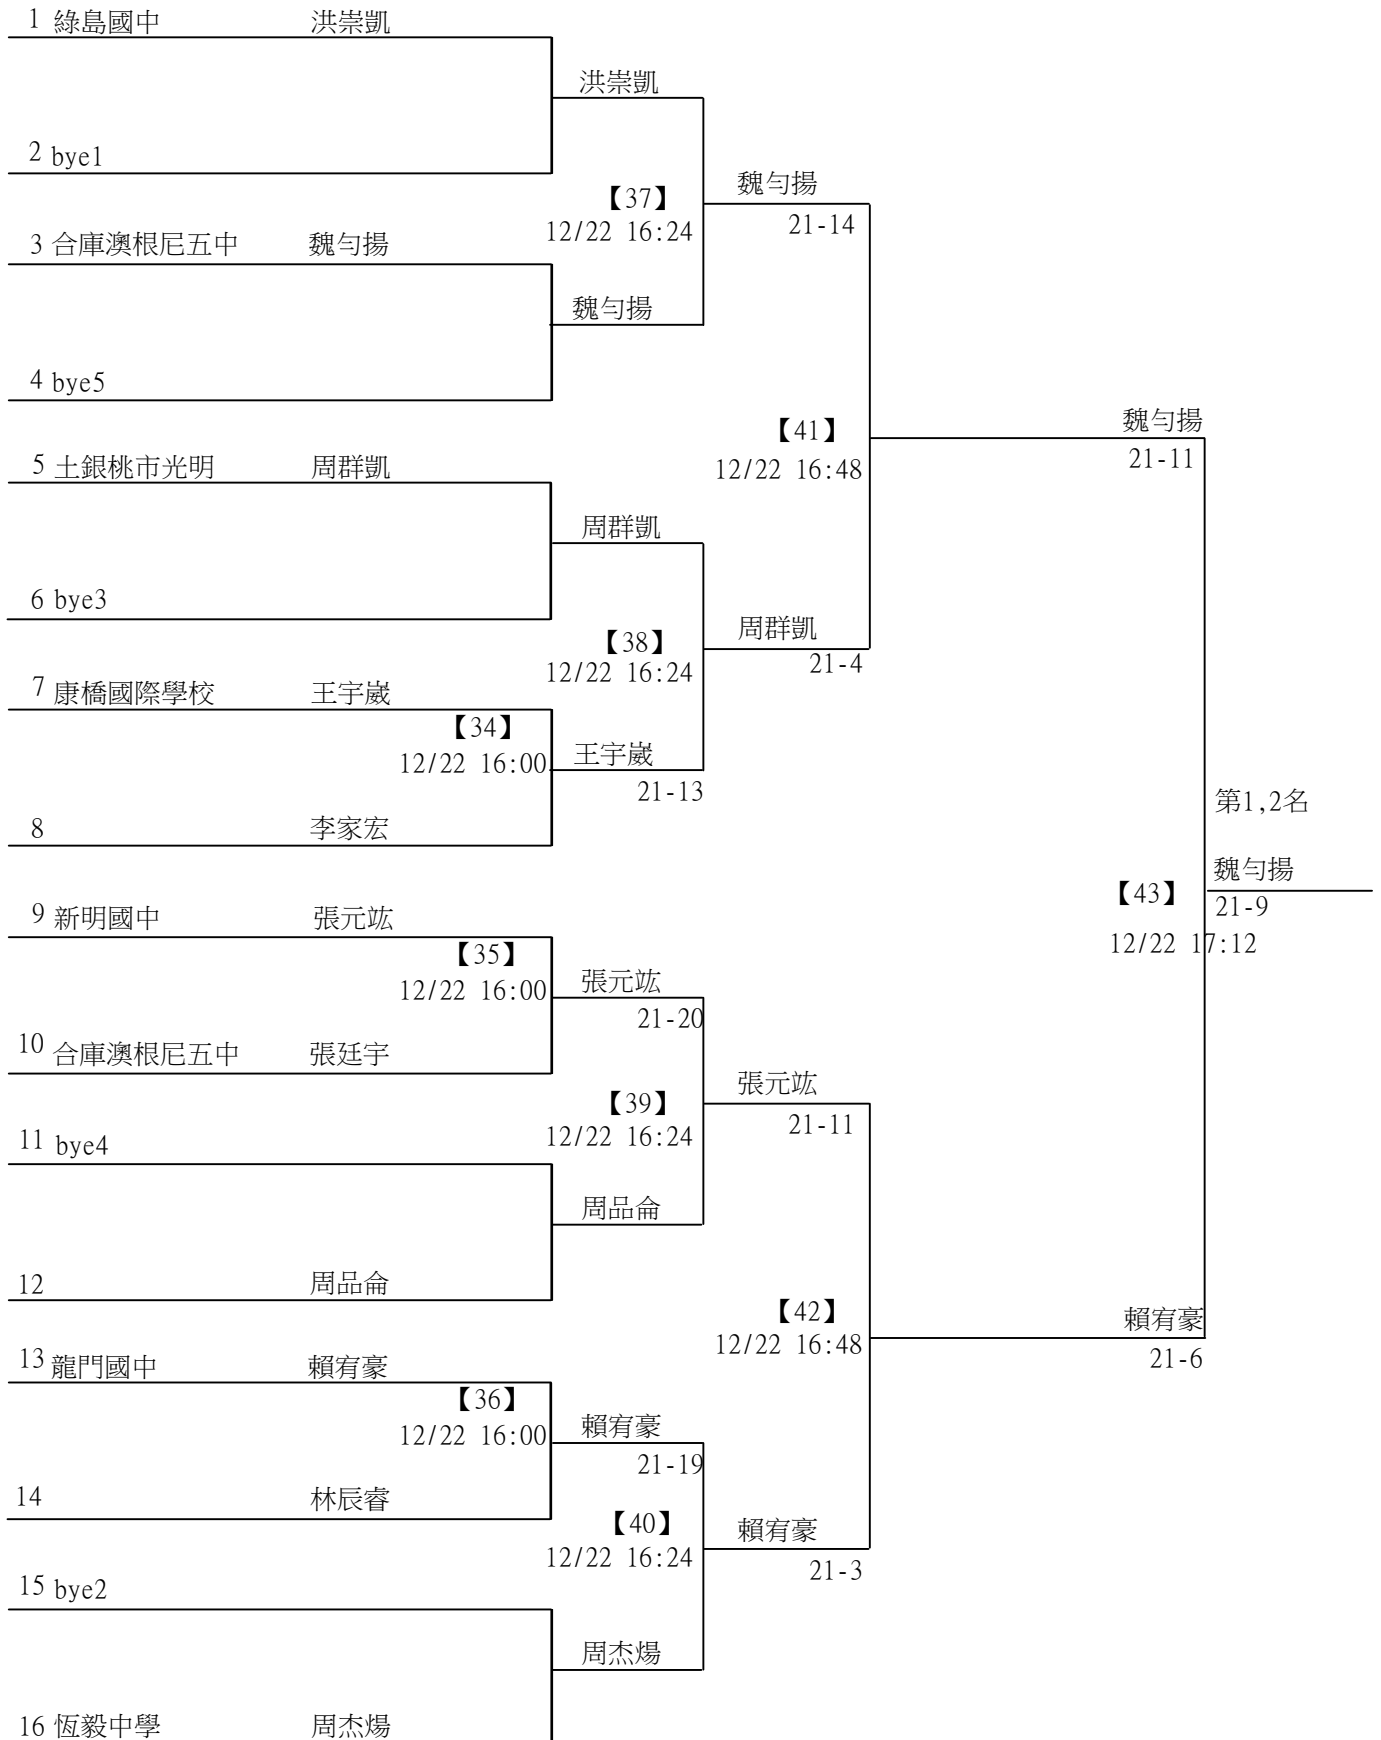 1 綠島國中 洪崇凱
洪崇凱
2 bye1
【37】
12/22 16:24
魏勻揚
21-14
3 合庫澳根尼五中 魏勻揚
魏勻揚
4 bye5
【41】
12/22 16:48
魏勻揚
21-11
5 土銀桃市光明 周群凱
周群凱
6 bye3
【38】
12/22 16:24
周群凱
21-4
7 康橋國際學校 王宇崴
【34】
12/22 16:00
王宇崴
21-13
8 李家宏
第1,2名
魏勻揚
【43】
21-9
12/22 17:12
9 新明國中 張元竑
【35】
12/22 16:00
張元竑
21-20
10 合庫澳根尼五中 張廷宇
【39】
12/22 16:24
張元竑
21-11
11 bye4
周品侖
12 周品侖
【42】
12/22 16:48
賴宥豪
21-6
13 龍門國中 賴宥豪
【36】
12/22 16:00
賴宥豪
21-19
14 林辰睿
【40】
12/22 16:24
賴宥豪
21-3
15 bye2
周杰煬
16 恆毅中學 周杰煬